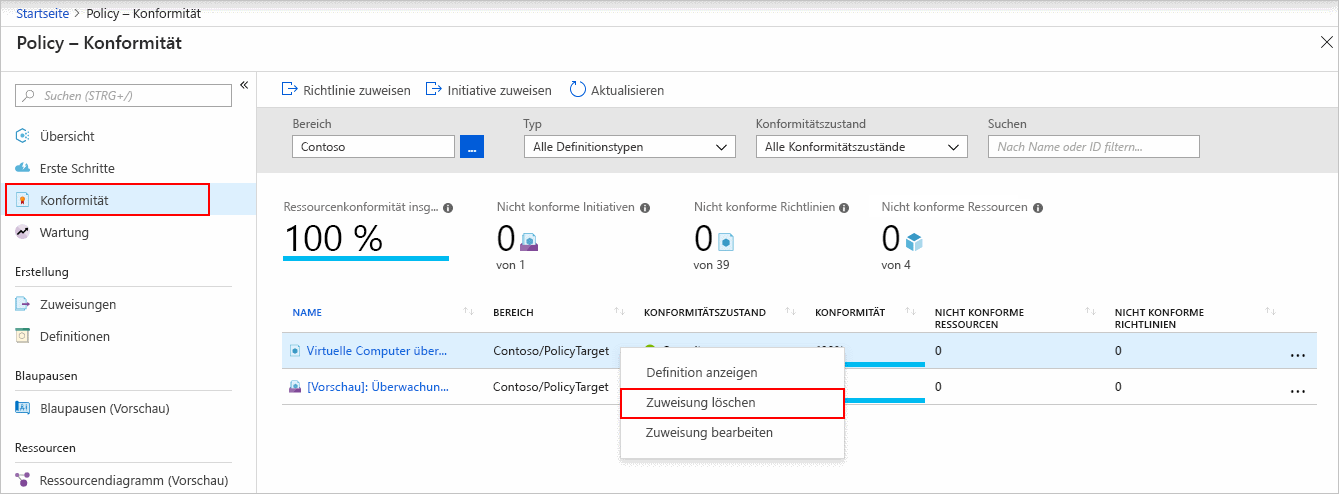 Startseite > Policy – Konformität
Policy – Konformität
Suchen (STRG+/)
Übersicht
Erste Schritte
Konformität
Wartung
Erstellung
Zuweisungen
Definitionen
Blaupausen
Blaupausen (Vorschau)
Ressourcen
Ressourcendiagramm (Vorschau)
Richtlinie zuweisen Initiative zuweisen Aktualisieren
Bereich Typ Konformitätszustand Suchen
Contoso ... Alle Definitionstypen Alle Konformitätszustände Nach Name oder ID filtern...
Ressourcenkonformität insg... Nicht konforme Initiativen Nicht konforme Richtlinien Nicht konforme Ressourcen
100 % 0 0 0
von 1 von 39 von 4
NAME BEREICH KONFORMITÄTSZUSTAND KONFORMITÄT NICHT KONFORME RESSOURCEN NICHT KONFORME RICHTLINIEN
Virtuelle Computer über... Contoso/PolicyTarget 0 0 ...
[Vorschau]: Überwachun... Contoso/PolicyTarget 0 0 ...
Definition anzeigen
Zuweisung löschen
Zuweisung bearbeiten